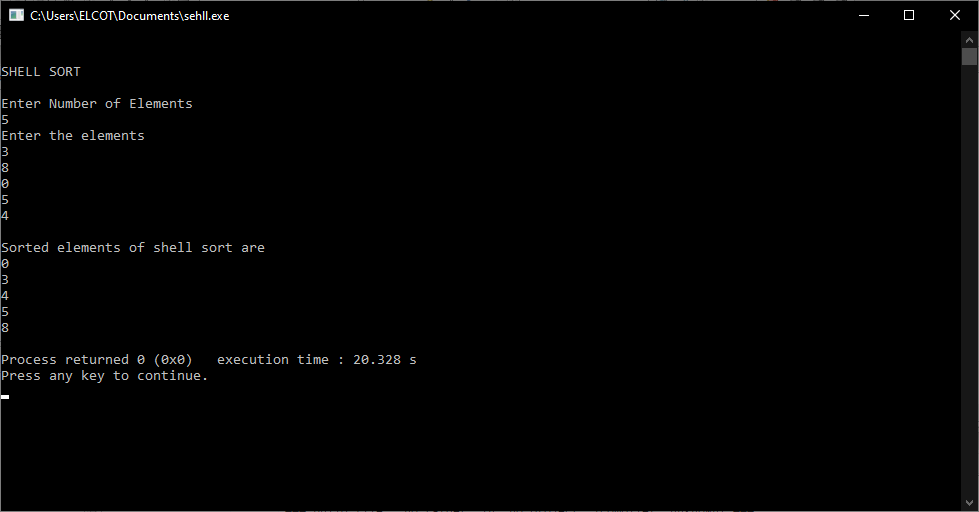 C:\Users\ELCOT\Documents\sehll.exe
SHELL SORT
Enter Number of Elements
5
Enter the elements
3
8
0
5
4
Sorted elements of shell sort are
0
3
4
5
8
Process returned 0 (0x0)   execution time : 20.328 s
Press any key to continue.